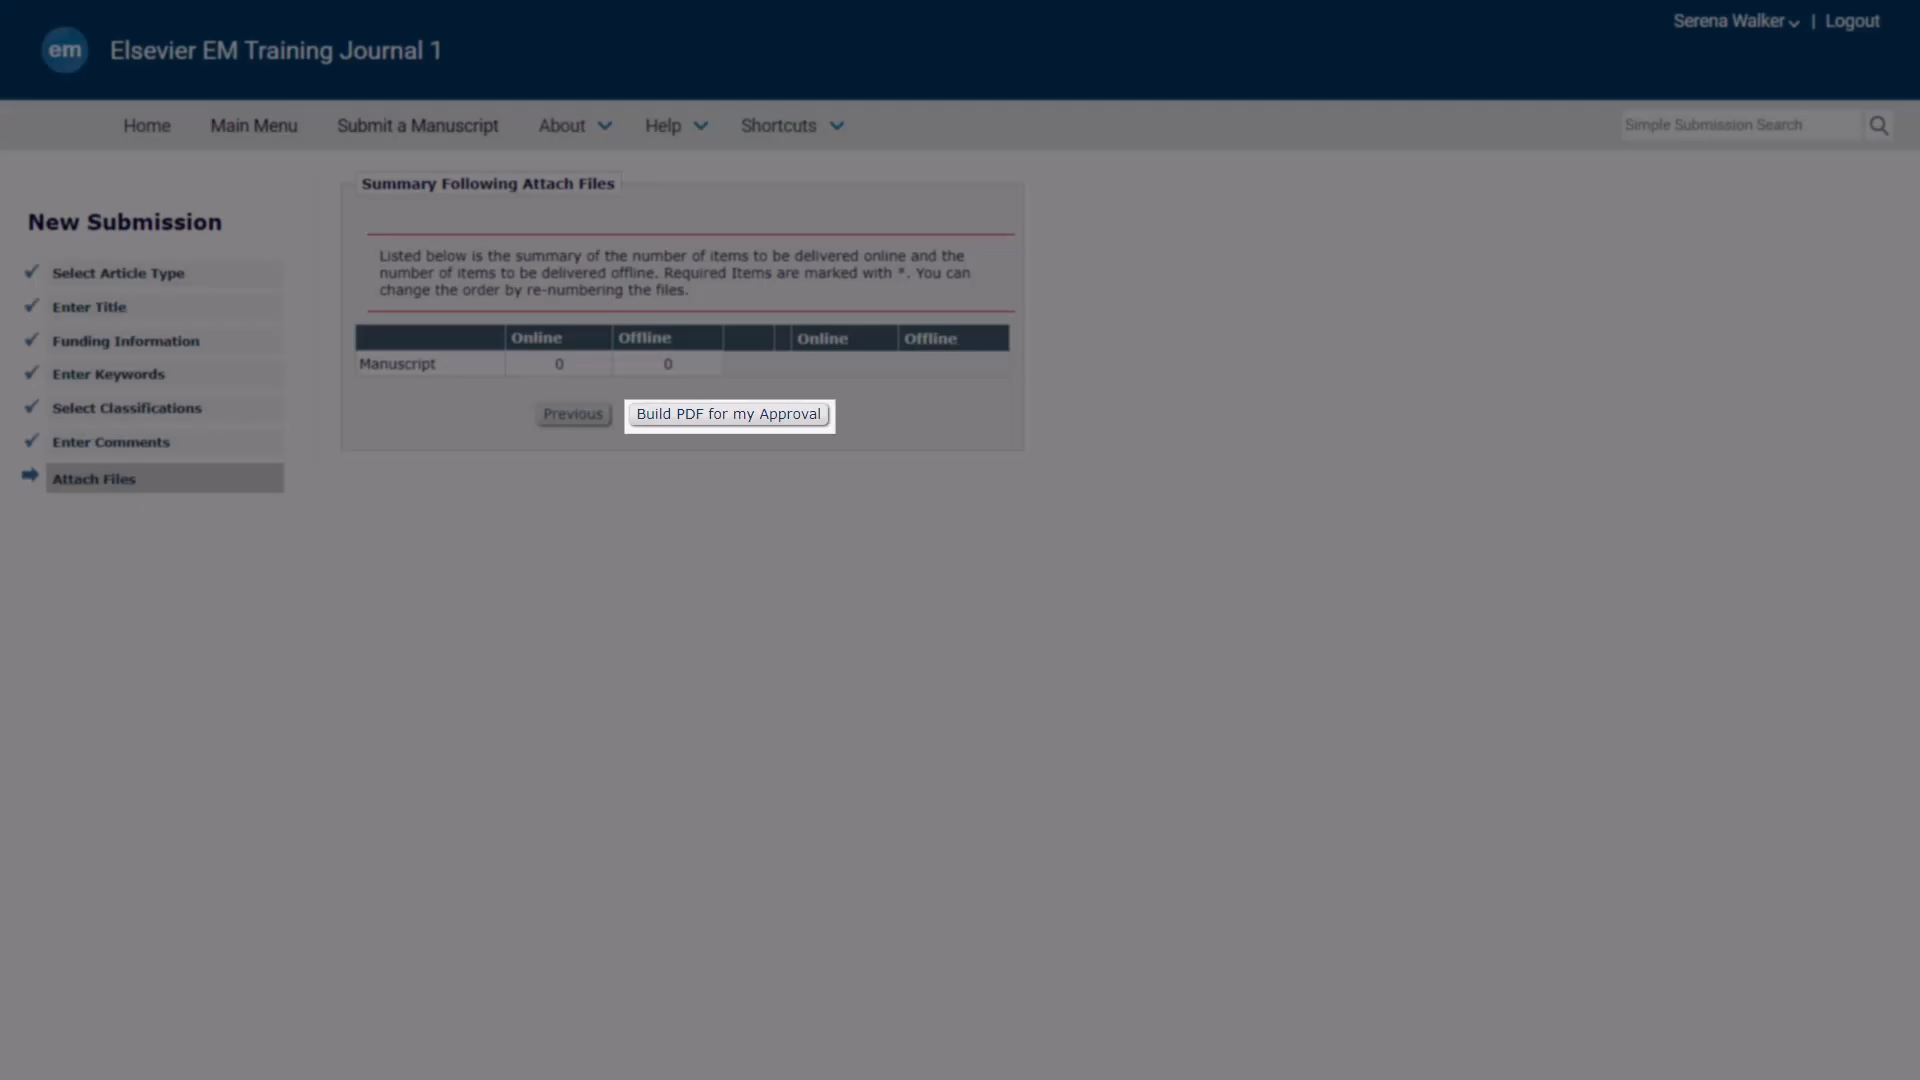 Serena Walker | Logout
em Elsevier EM Training Journal 1
Home Main Menu Submit a Manuscript About Help Shortcuts Simple Submission Search
Summary Following Attach Files
New Submission
Select Article Type
Enter Title
Funding Information
Enter Keywords
Select Classifications
Enter Comments
Attach Files
Listed below is the summary of the number of items to be delivered online and the
number of items to be delivered offline. Required Items are marked with *. You can
change the order by re-numbering the files.
Online Offline Online Offline
Manuscript 0 0
Previous Build PDF for my Approval